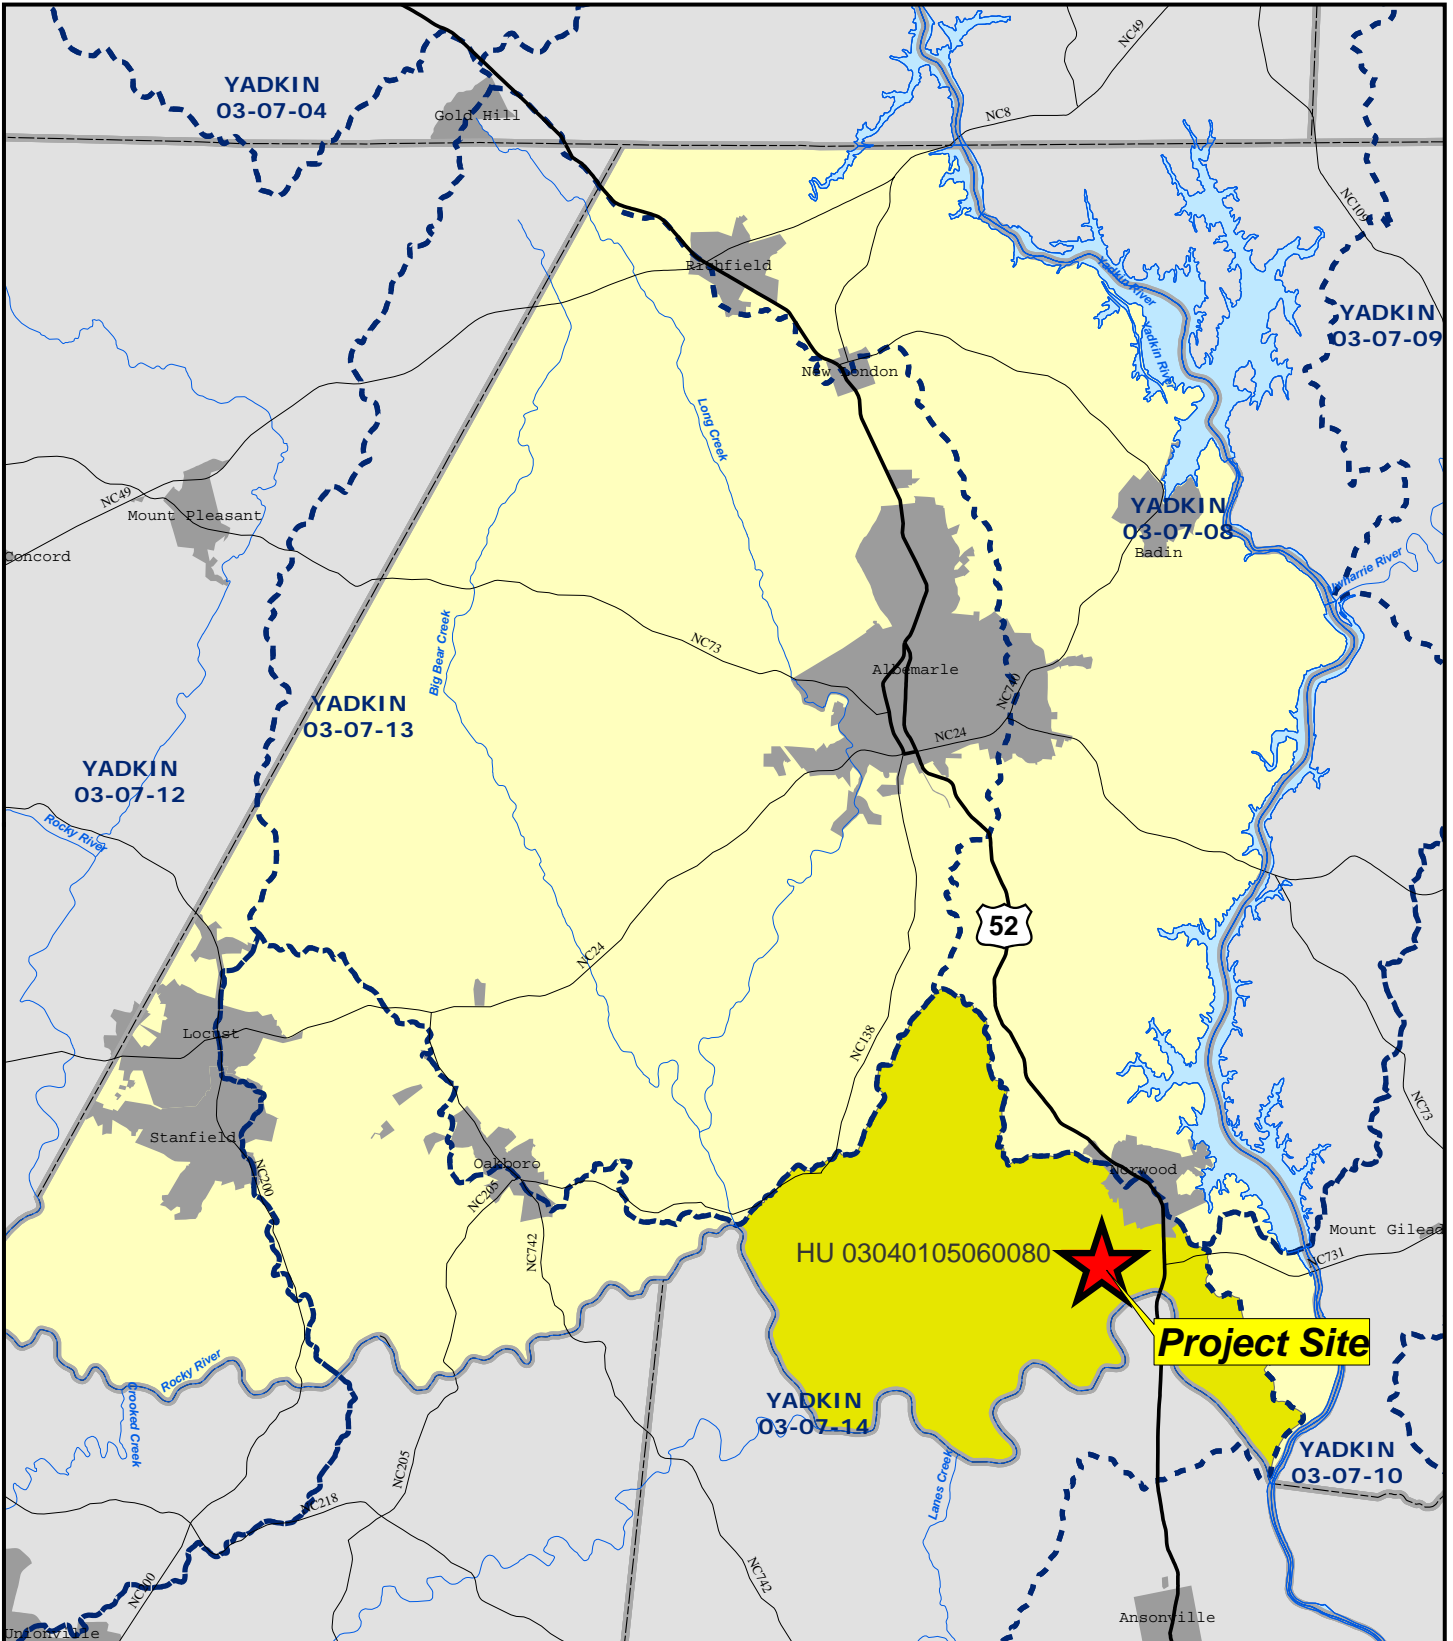 NC49
YADKIN
03-07-04
Gold Hill
NC8
NC109
Richfield
Yadkin River
YADKIN
03-07-09
Yadkin River
New London
Long Creek
NC49
Mount Pleasant
YADKIN
03-07-08
Concord
Badin
NC73
Big Bear Creek
Albemarle
NC740
YADKIN
03-07-13
NC24
YADKIN
03-07-12
Rocky River
52
NC24
Locust
NC138
NC73
Stanfield
Oakboro
Norwood
NC200
NC205
Mount Gilead
NC742
HU 03040105060080
NC731
Project Site
Rocky River
Crooked Creek
YADKIN
03-07-14
YADKIN
03-07-10
NC205
Lanes Creek
NC218
NC742
Ansonville
Unionville